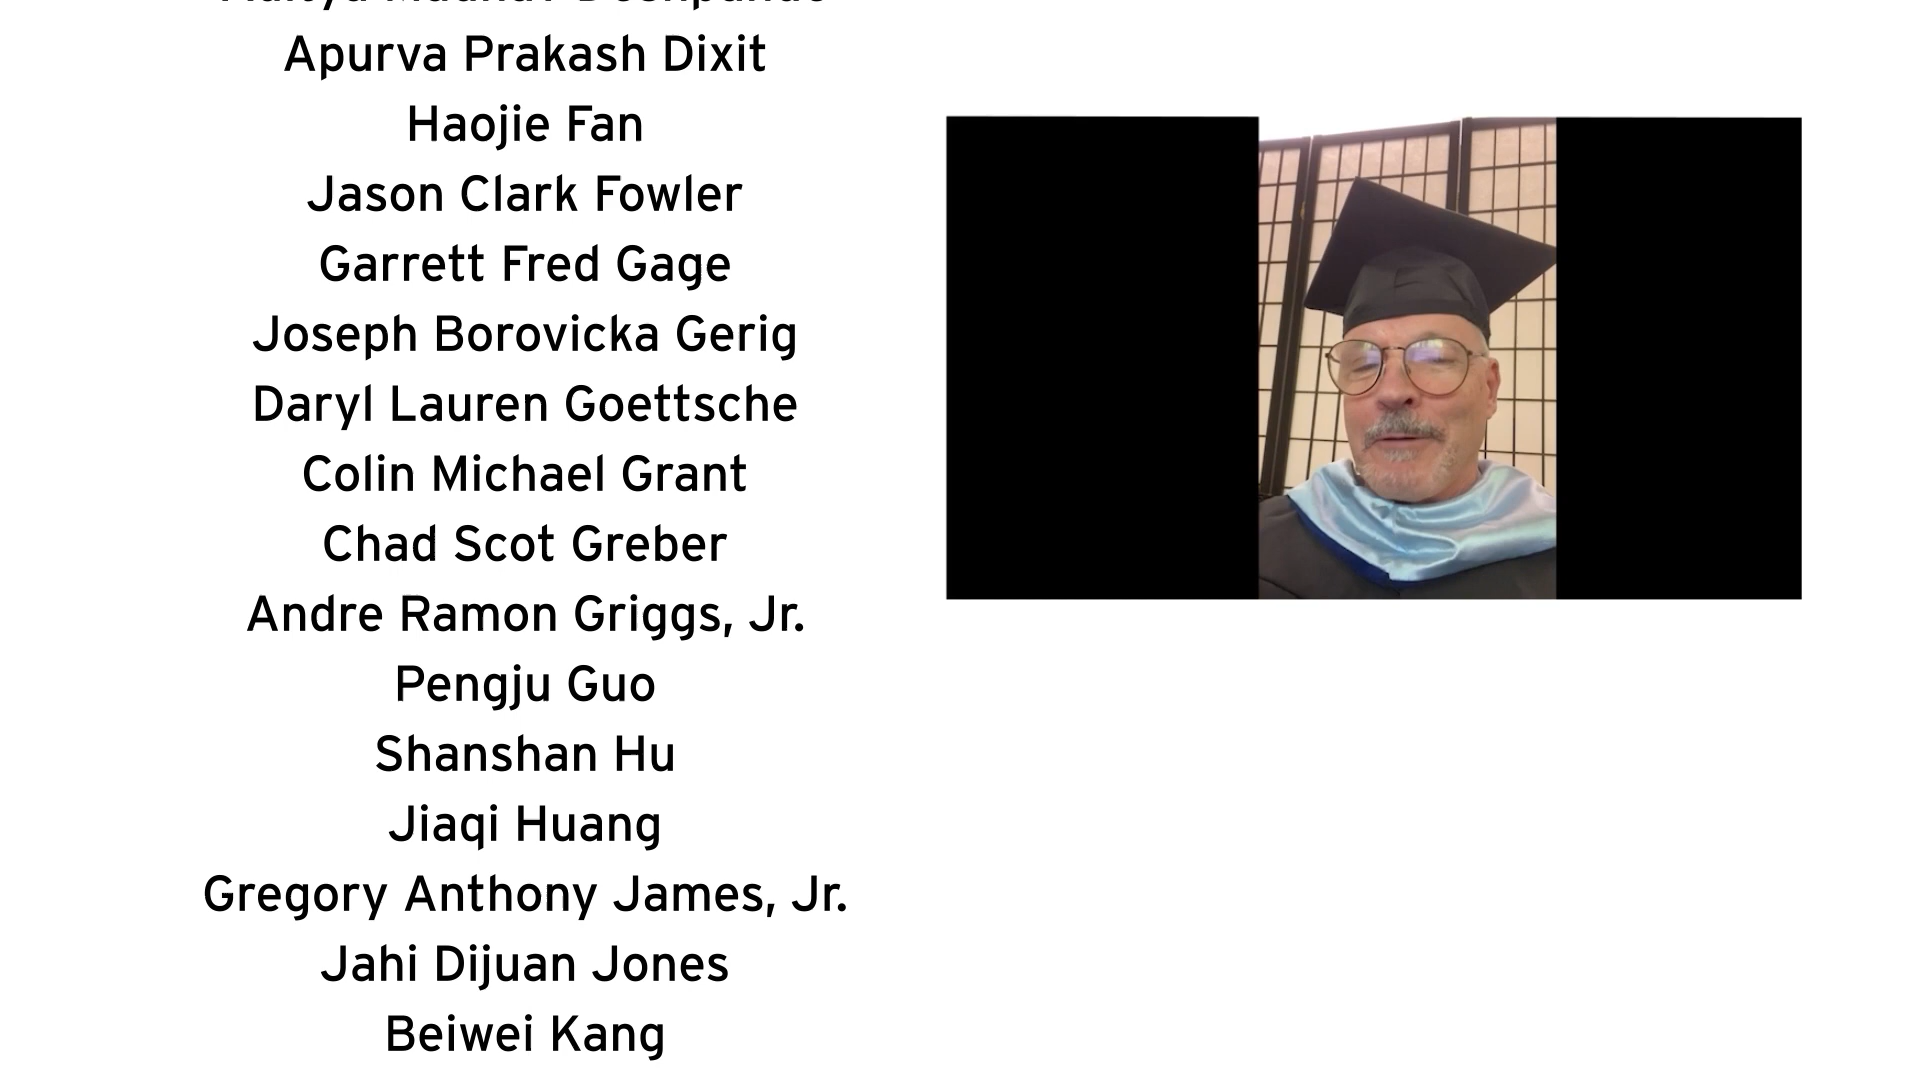 Apurva Prakash Dixit
Haojie Fan
Jason Clark Fowler
Garrett Fred Gage
Joseph Borovicka Gerig
Daryl Lauren Goettsche
Colin Michael Grant
Chad Scot Greber
Andre Ramon Griggs, Jr.
Pengju Guo
Shanshan Hu
Jiaqi Huang
Gregory Anthony James, Jr.
Jahi Dijuan Jones
Beiwei Kang